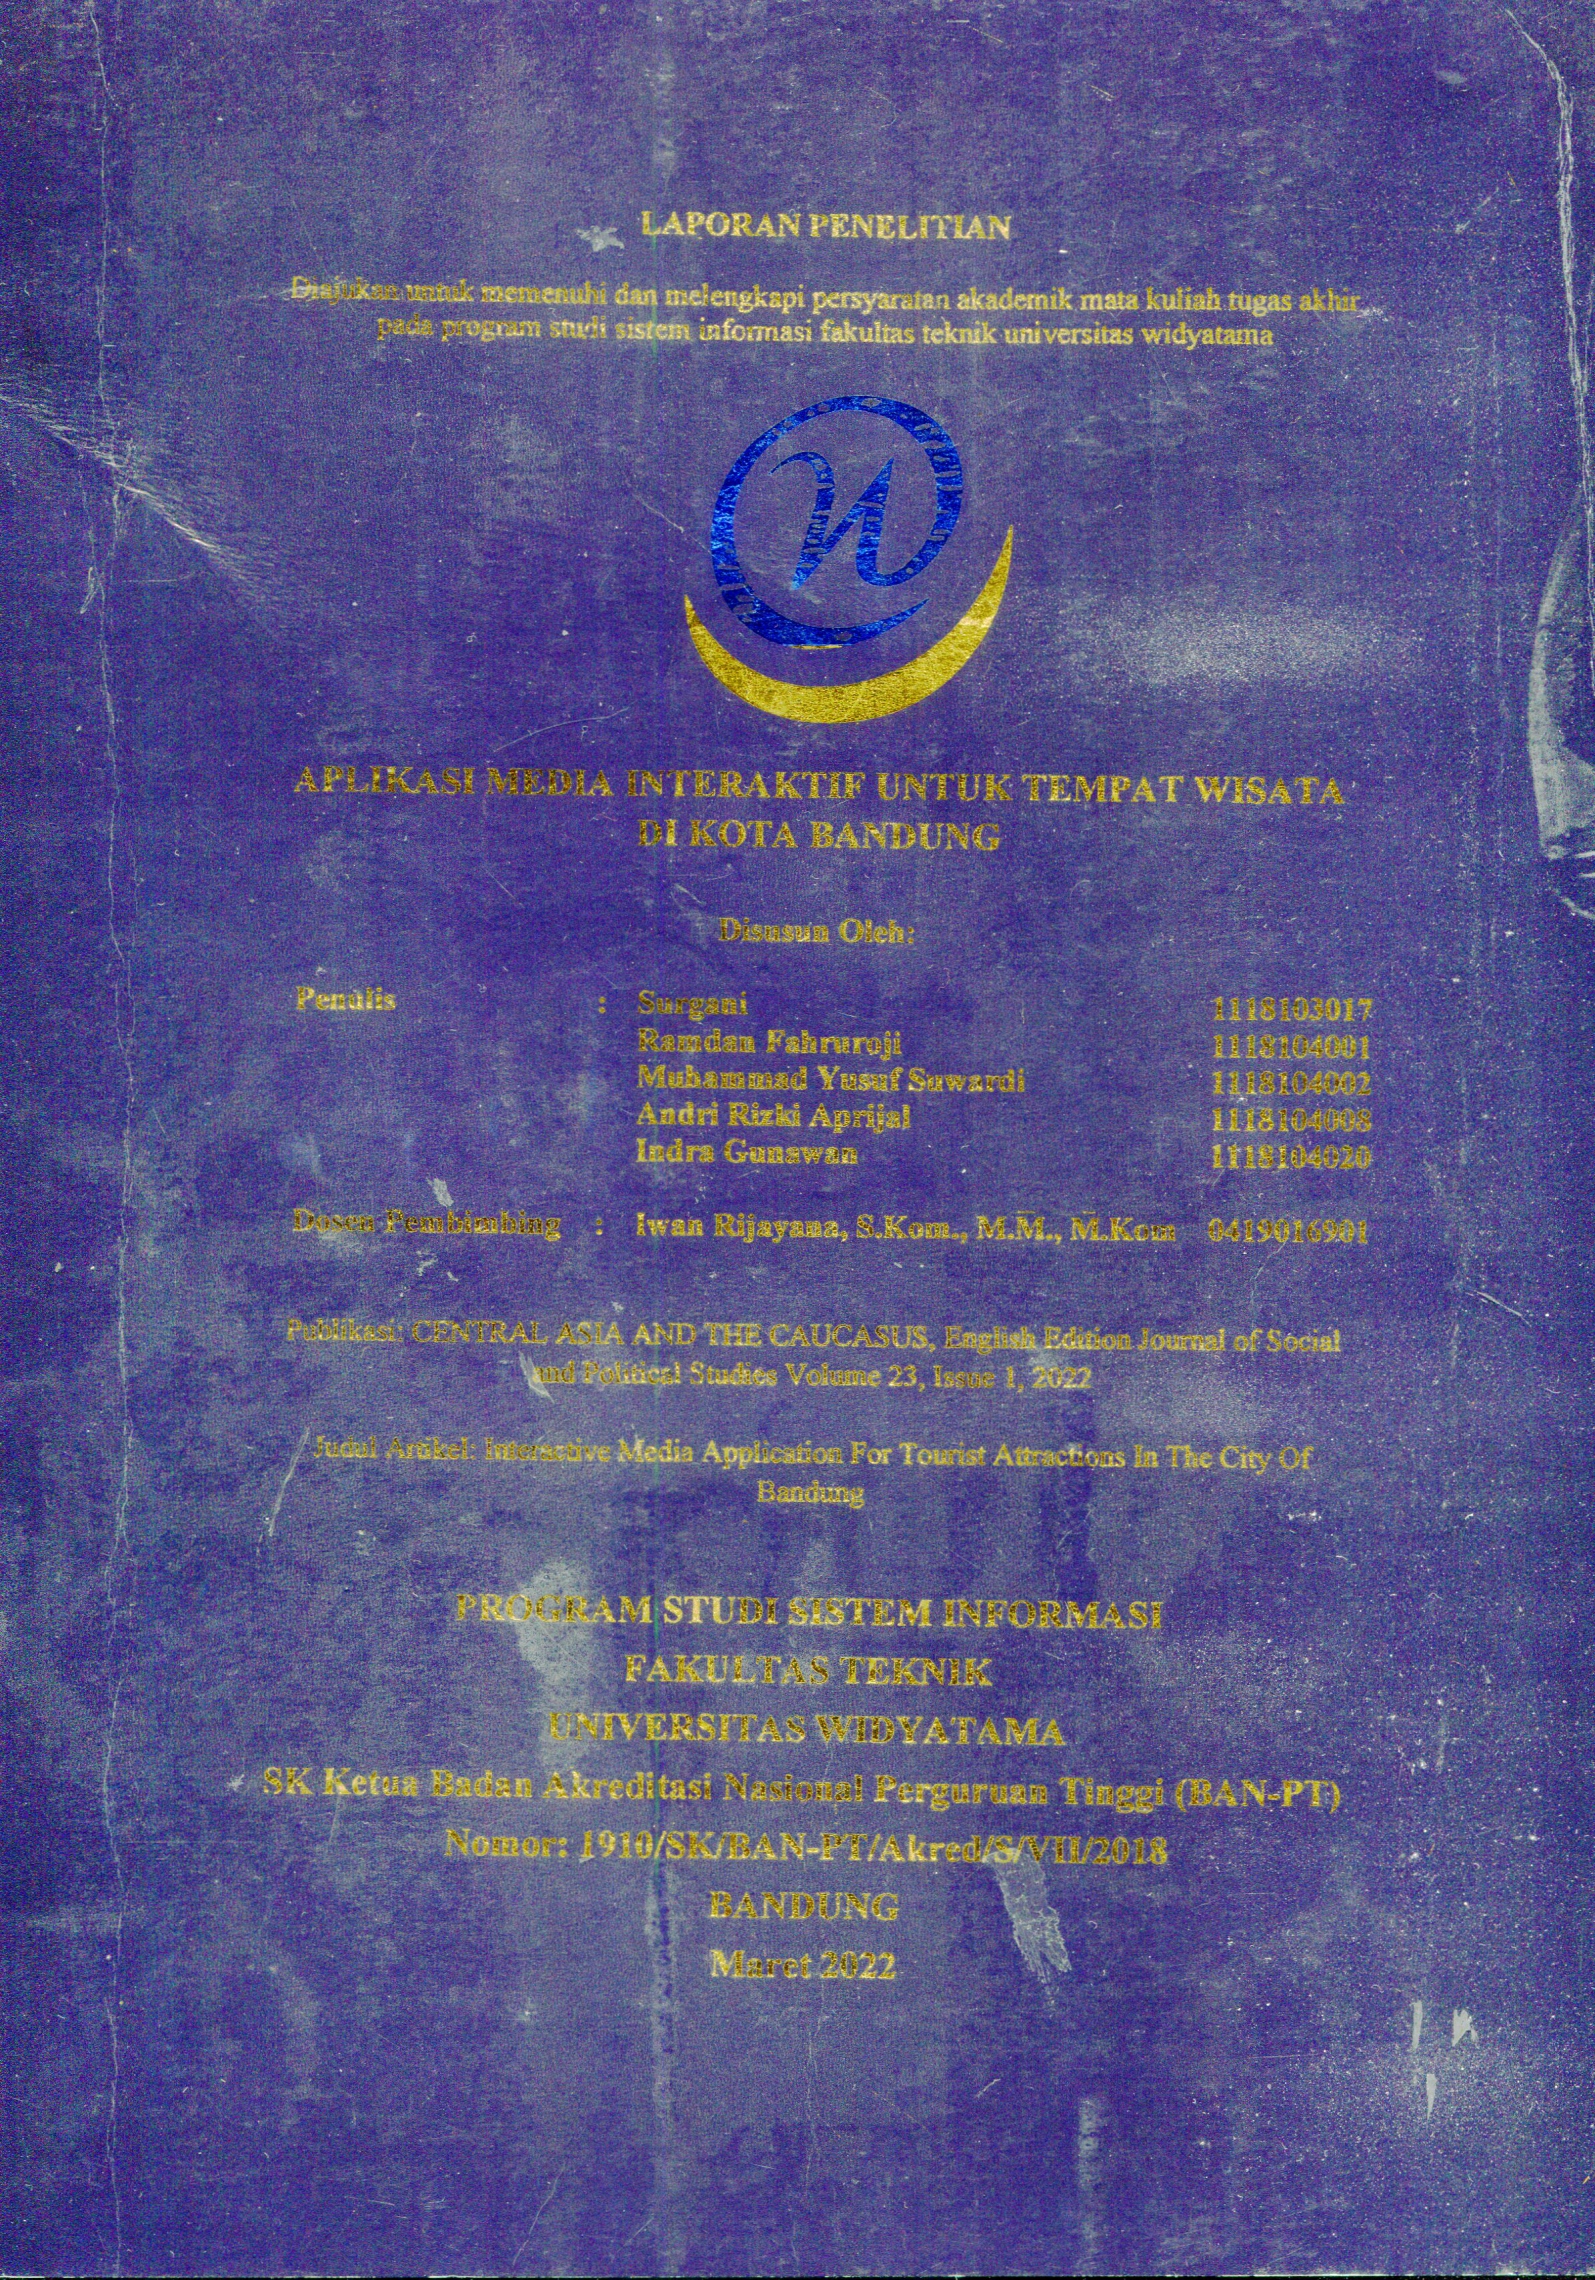 LAPORAN PENELITIAN
Diajukan untuk memenuhi dan melengkapi persyaratan akademik mata kuliah tugas akhir
pada program studi sistem informasi fakultas teknik universitas widyatama
APLIKASI MEDIA INTERAKTIF UNTUK TEMPAT WISATA
DI KOTA BANDUNG
Disusun Oleh:
Penulis : Surgani 1118103017
Ramdan Fahruroji 1118104001
Muhammad Yusuf Suwardi 1118104002
Andri Rizki Aprijal 1118104008
Indra Gunawan 1118104020
Dosen Pembimbing : Iwan Rijayana, S.Kom., M.M., M.Kom 0419016901
Publikasi: CENTRAL ASIA AND THE CAUCASUS, English Edition Journal of Social
and Political Studies Volume 23, Issue 1, 2022
Judul Artikel: Interactive Media Application For Tourist Attractions In The City Of
Bandung
PROGRAM STUDI SISTEM INFORMASI
FAKULTAS TEKNIK
UNIVERSITAS WIDYATAMA
SK Ketua Badan Akreditasi Nasional Perguruan Tinggi (BAN-PT)
Nomor: 1910/SK/BAN-PT/Akred/S/VII/2018
BANDUNG
Maret 2022